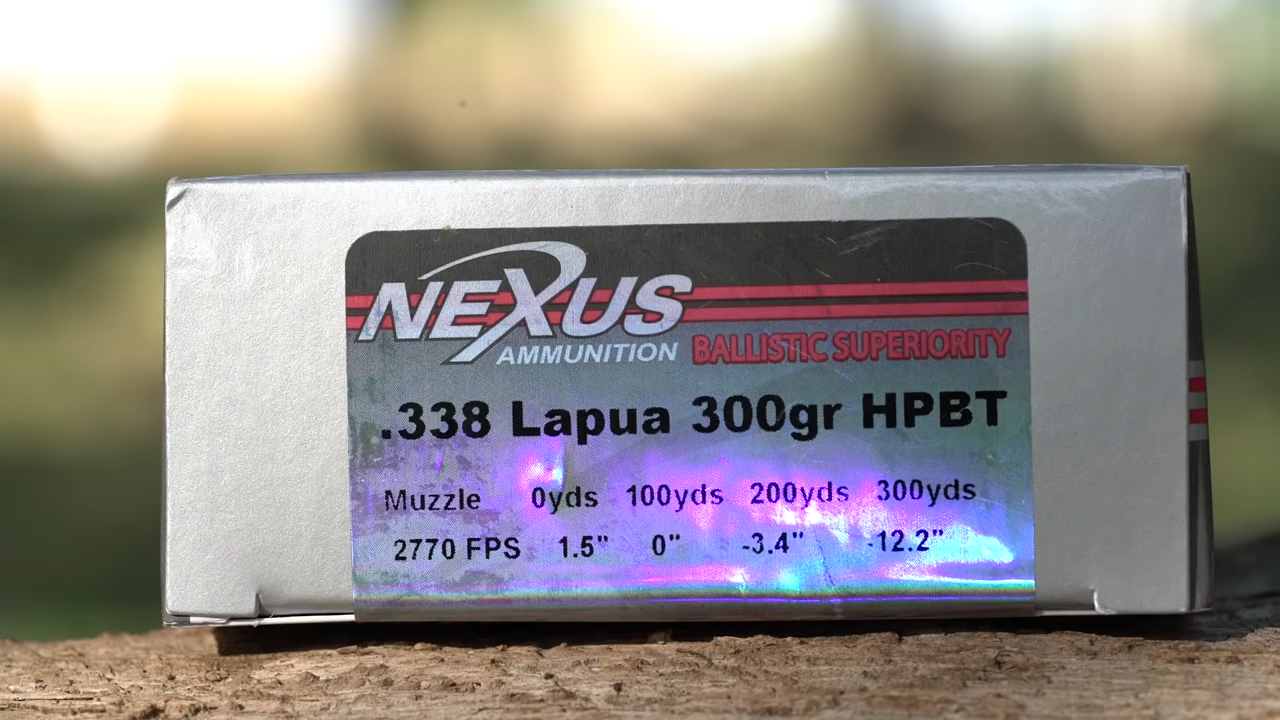 NEXUS
AMMUNITION BALLISTIC SUPERIORITY
.338 Lapua 300gr HPBT
Muzzle 0yds 100yds 200yds 300yds
2770 FPS 1.5" 0" -3.4" -12.2"